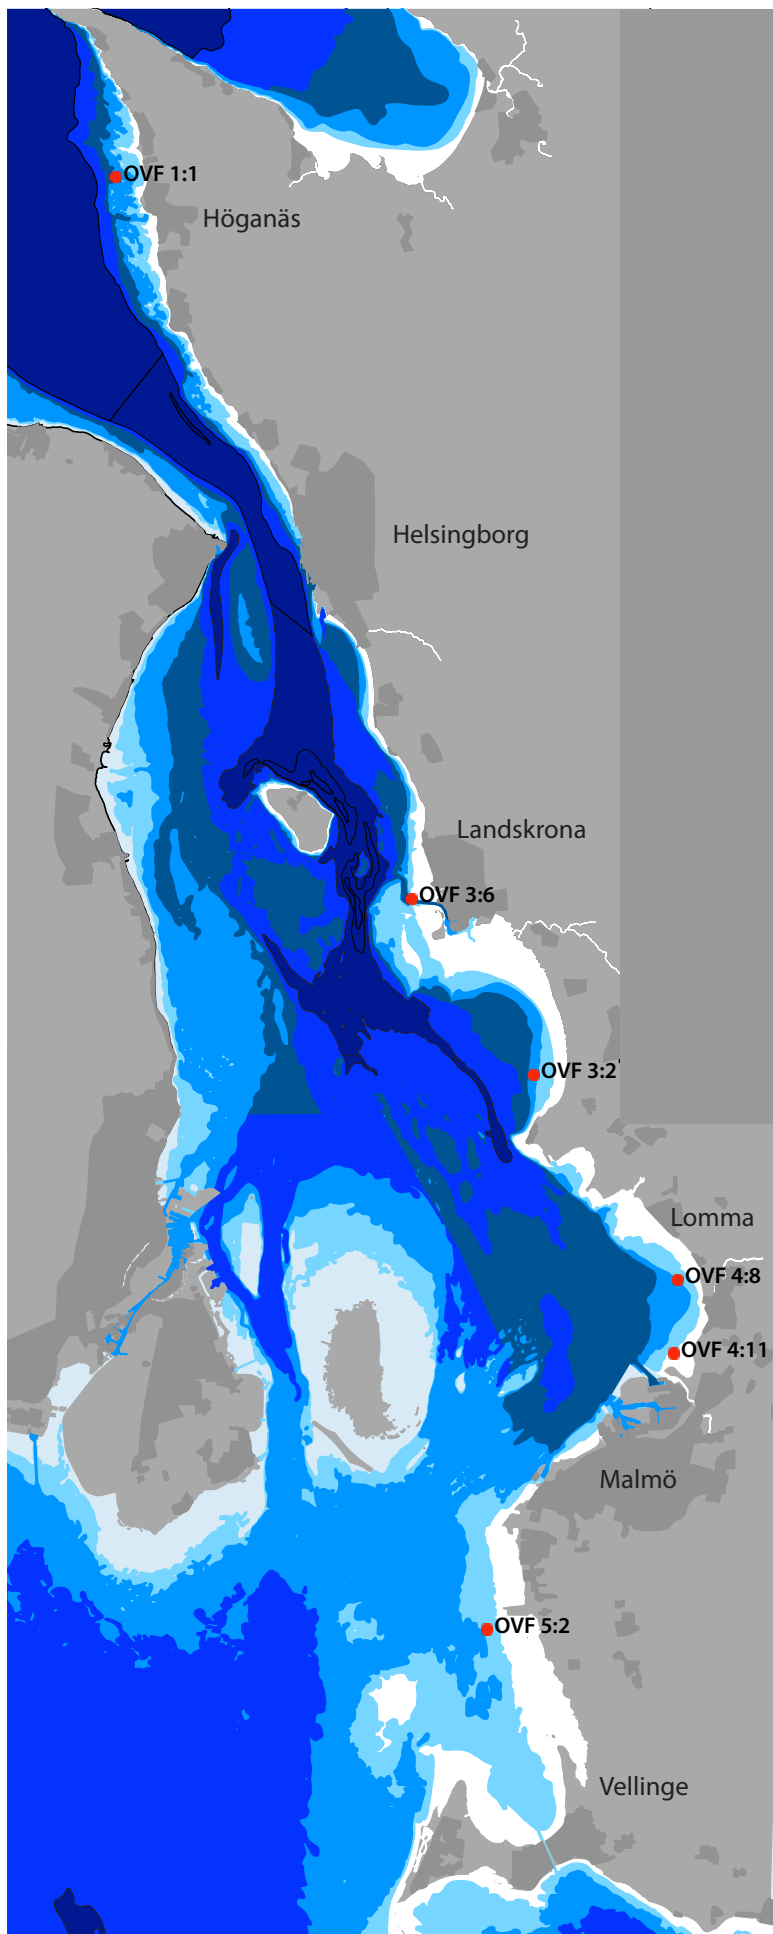 OVF 1:1
Höganäs
Helsingborg
Landskrona
OVF 3:6
OVF 3:2
Lomma
OVF 4:8
OVF 4:11
Malmö
OVF 5:2
Vellinge